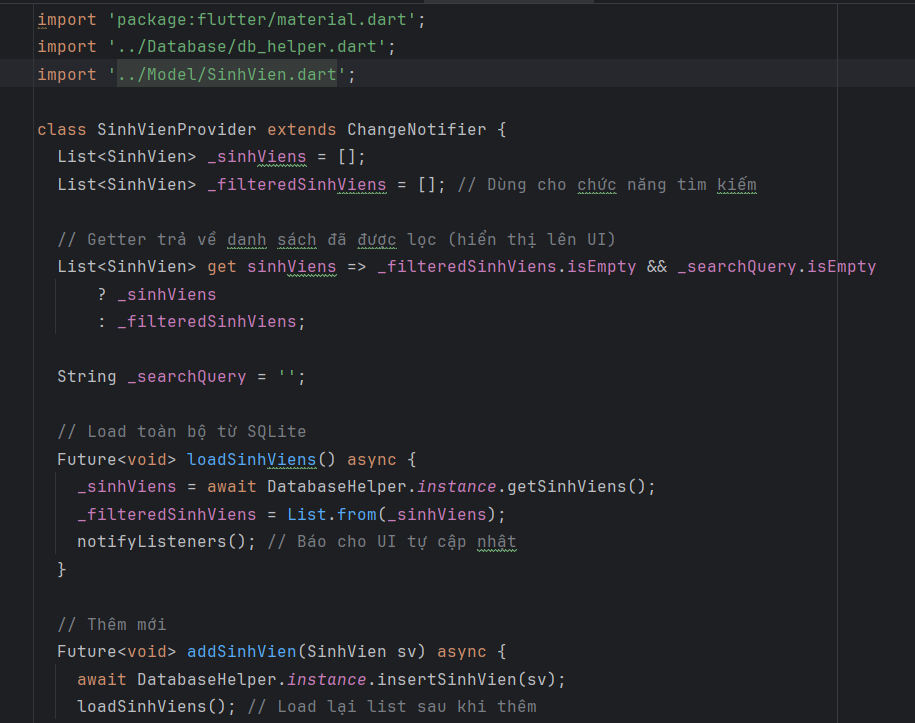 import 'package:flutter/material.dart';
import '../Database/db_helper.dart';
import '../Model/SinhVien.dart';
class SinhVienProvider extends ChangeNotifier {
List<SinhVien> _sinhViens = [];
List<SinhVien> _filteredSinhViens = []; // Dùng cho chức năng tìm kiếm
// Getter trả về danh sách đã được lọc (hiển thị lên UI)
List<SinhVien> get sinhViens => _filteredSinhViens.isEmpty && _searchQuery.isEmpty
? _sinhViens
: _filteredSinhViens;
String _searchQuery = '';
// Load toàn bộ từ SQLite
Future<void> loadSinhViens() async {
_sinhViens = await DatabaseHelper.instance.getSinhViens();
_filteredSinhViens = List.from(_sinhViens);
notifyListeners(); // Báo cho UI tự cập nhật
}
// Thêm mới
Future<void> addSinhVien(SinhVien sv) async {
await DatabaseHelper.instance.insertSinhVien(sv);
loadSinhViens(); // Load lại list sau khi thêm